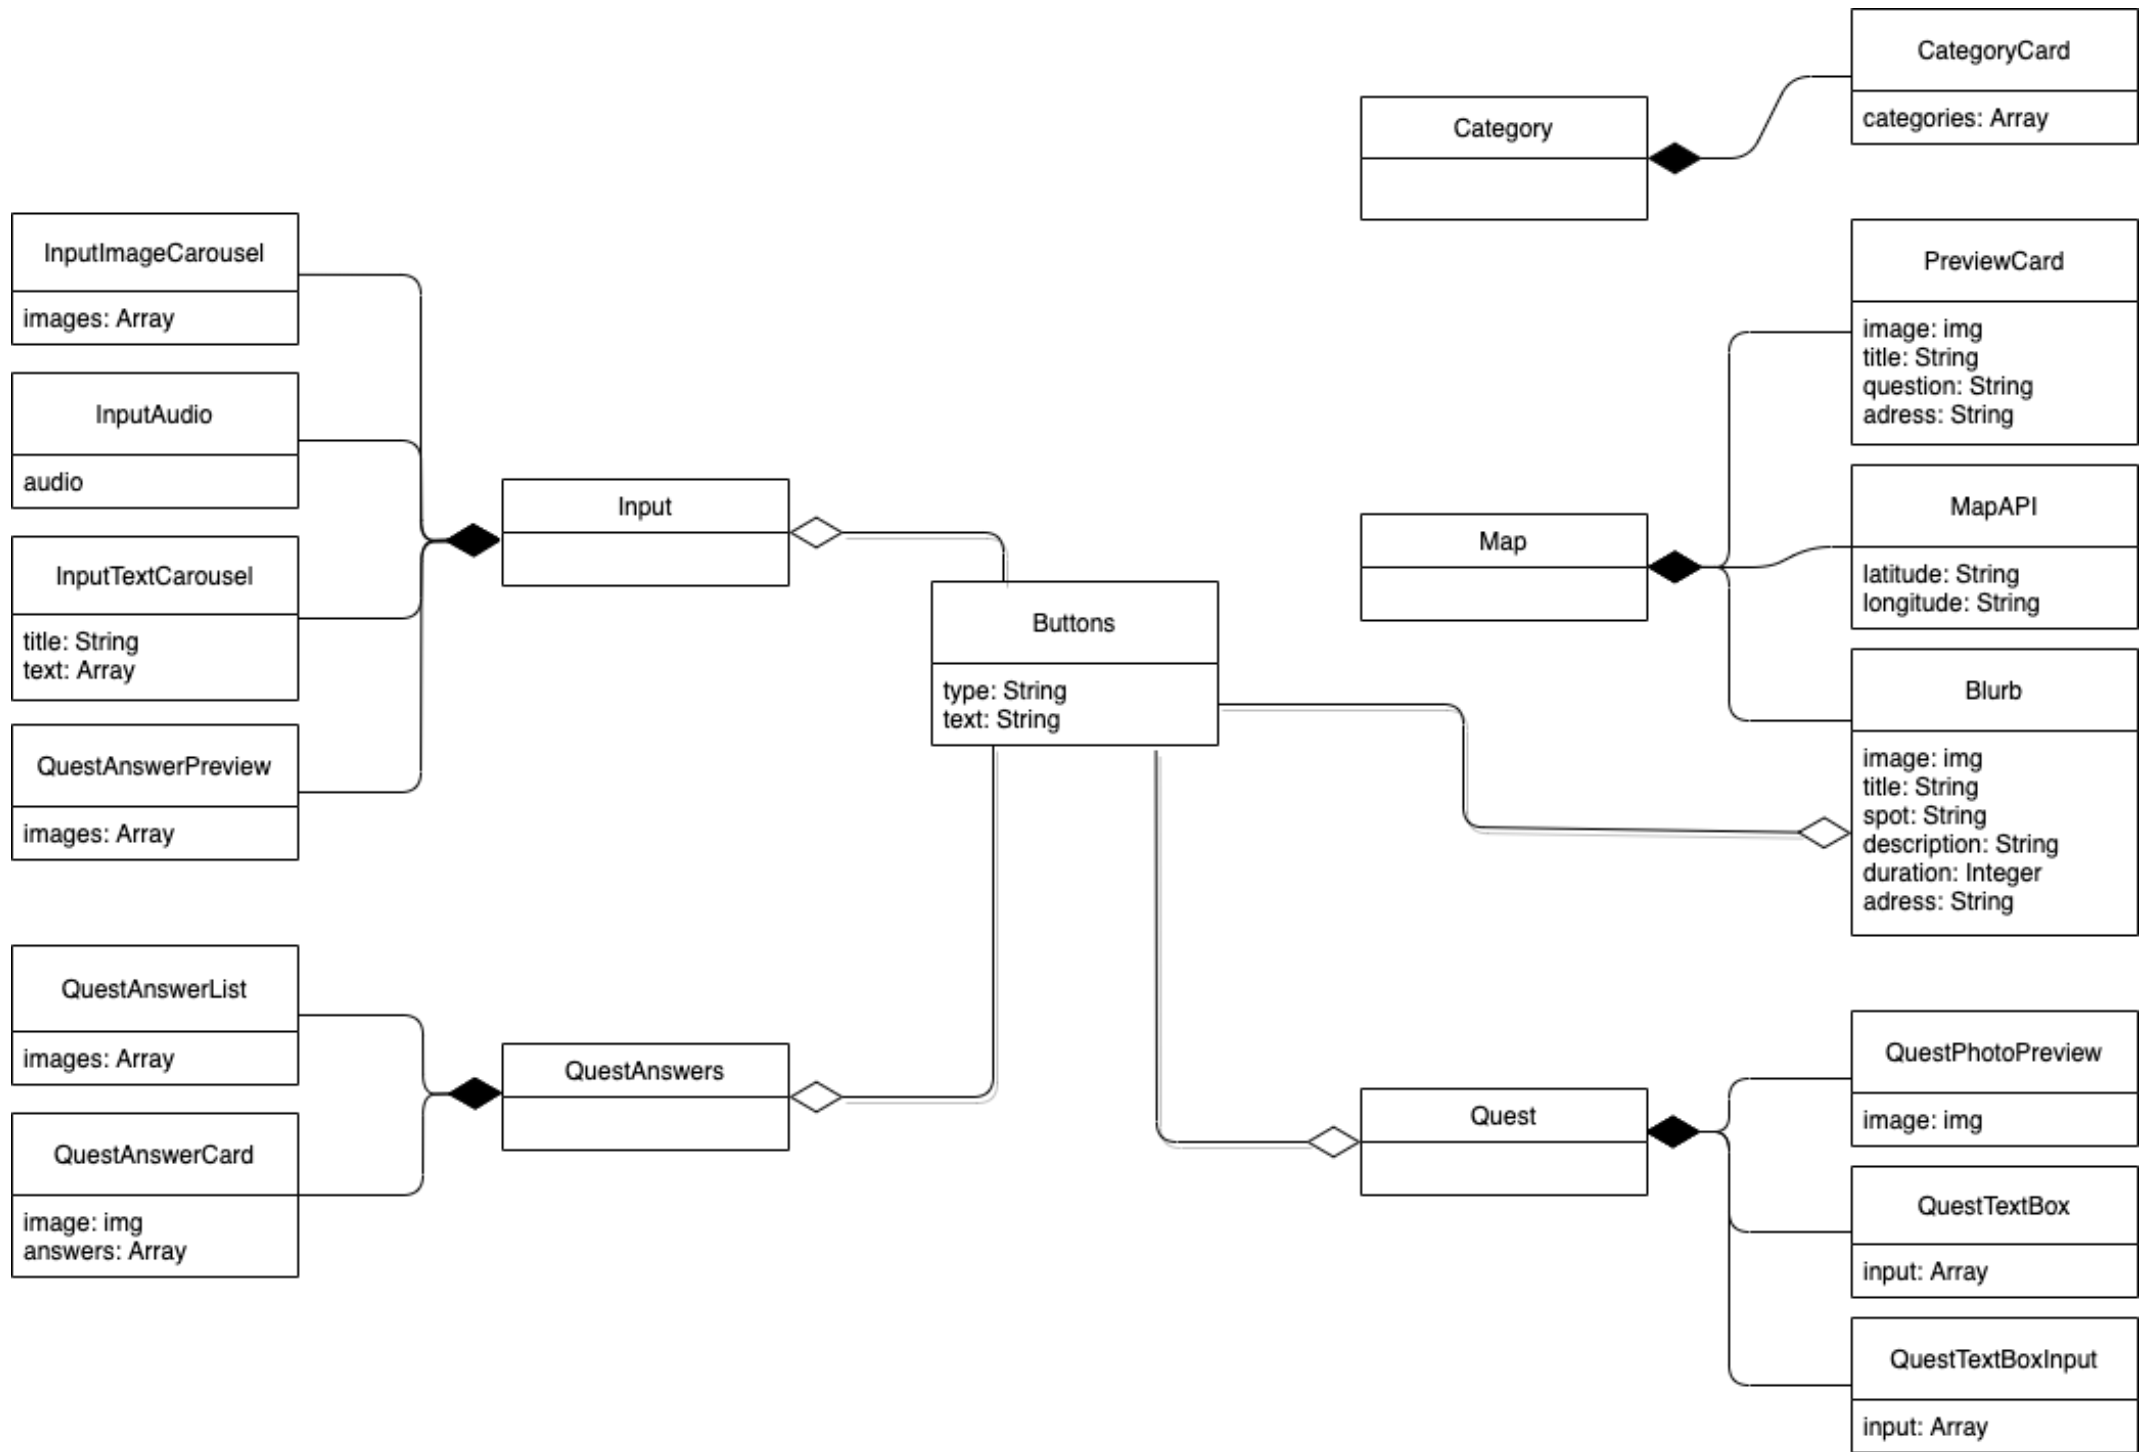 CategoryCard
categories: Array
Category
InputImageCarousel
images: Array
InputAudio
audio
InputTextCarousel
title: String
text: Array
QuestAnswerPreview
images: Array
Input
Buttons
type: String
text: String
PreviewCard
image: img
title: String
question: String
adress: String
Map
MapAPI
latitude: String
longitude: String
Blurb
image: img
title: String
spot: String
description: String
duration: Integer
adress: String
QuestAnswerList
images: Array
QuestAnswerCard
image: img
answers: Array
QuestAnswers
Quest
QuestPhotoPreview
image: img
QuestTextBox
input: Array
QuestTextBoxInput
input: Array